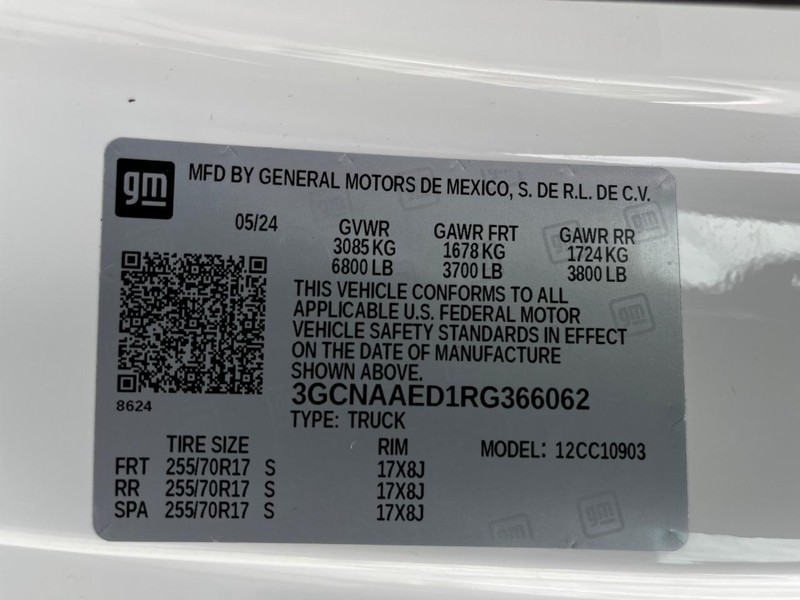 gm
MFD BY GENERAL MOTORS DE MEXICO, S. DE R.L. DE C.V.
05/24 GVWR GAWR FRT GAWR RR
3085 KG 1678 KG 1724 KG
6800 LB 3700 LB 3800 LB
THIS VEHICLE CONFORMS TO ALL
APPLICABLE U.S. FEDERAL MOTOR
VEHICLE SAFETY STANDARDS IN EFFECT
ON THE DATE OF MANUFACTURE
SHOWN ABOVE.
3GCNAAED1RG366062
8624
TYPE: TRUCK
TIRE SIZE RIM MODEL: 12CC10903
FRT 255/70R17 S 17X8J
RR 255/70R17 S 17X8J
SPA 255/70R17 S 17X8J